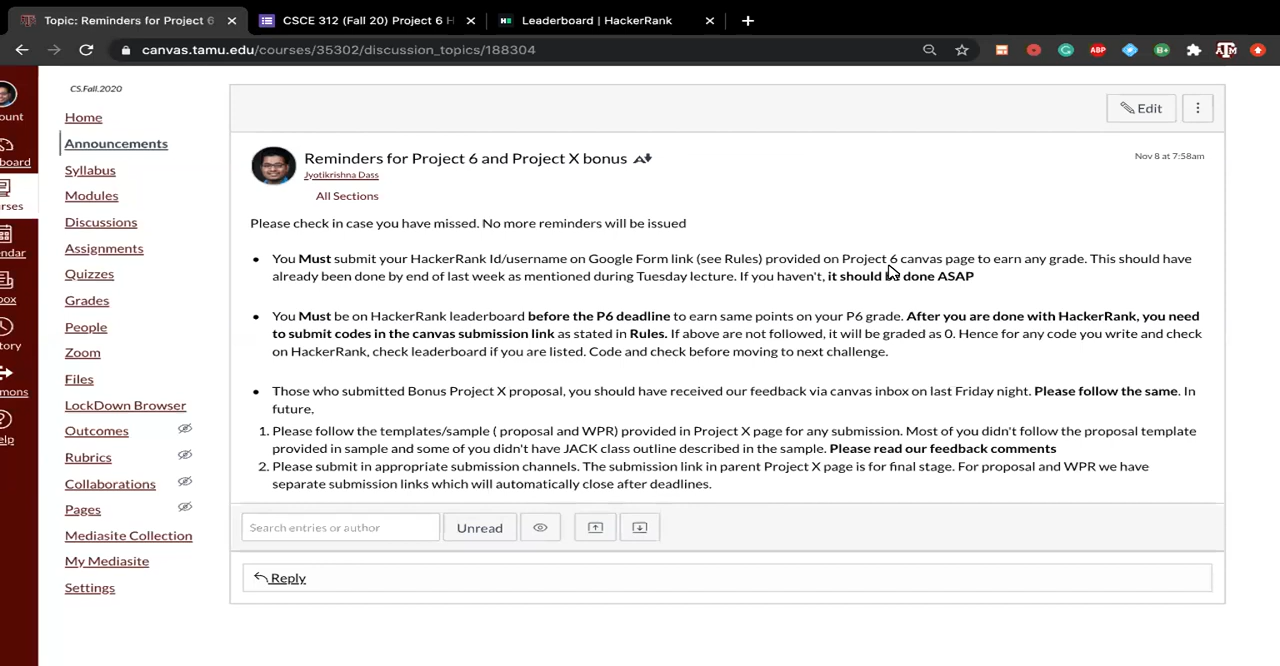 Topic: Reminders for Project 6
CSCE 312 (Fall 20) Project 6 H
Leaderboard | HackerRank
canvas.tamu.edu/courses/35302/discussion_topics/188304
CS.Fall.2020
Home
Announcements
Syllabus
Modules
Discussions
Assignments
Quizzes
Grades
People
Zoom
Files
LockDown Browser
Outcomes
Rubrics
Collaborations
Pages
Mediasite Collection
My Mediasite
Settings
Edit
Reminders for Project 6 and Project X bonus
Nov 8 at 7:58am
Jyotikrishna Dass
All Sections
Please check in case you have missed. No more reminders will be issued
• You Must submit your HackerRank Id/username on Google Form link (see Rules) provided on Project 6 canvas page to earn any grade. This should have
already been done by end of last week as mentioned during Tuesday lecture. If you haven't, it should be done ASAP
• You Must be on HackerRank leaderboard before the P6 deadline to earn same points on your P6 grade. After you are done with HackerRank, you need
to submit codes in the canvas submission link as stated in Rules. If above are not followed, it will be graded as 0. Hence for any code you write and check
on HackerRank, check leaderboard if you are listed. Code and check before moving to next challenge.
• Those who submitted Bonus Project X proposal, you should have received our feedback via canvas inbox on last Friday night. Please follow the same. In
future,
1. Please follow the templates/sample ( proposal and WPR) provided in Project X page for any submission. Most of you didn't follow the proposal template
provided in sample and some of you didn't have JACK class outline described in the sample. Please read our feedback comments
2. Please submit in appropriate submission channels. The submission link in parent Project X page is for final stage. For proposal and WPR we have
separate submission links which will automatically close after deadlines.
Search entries or author
Unread
Reply